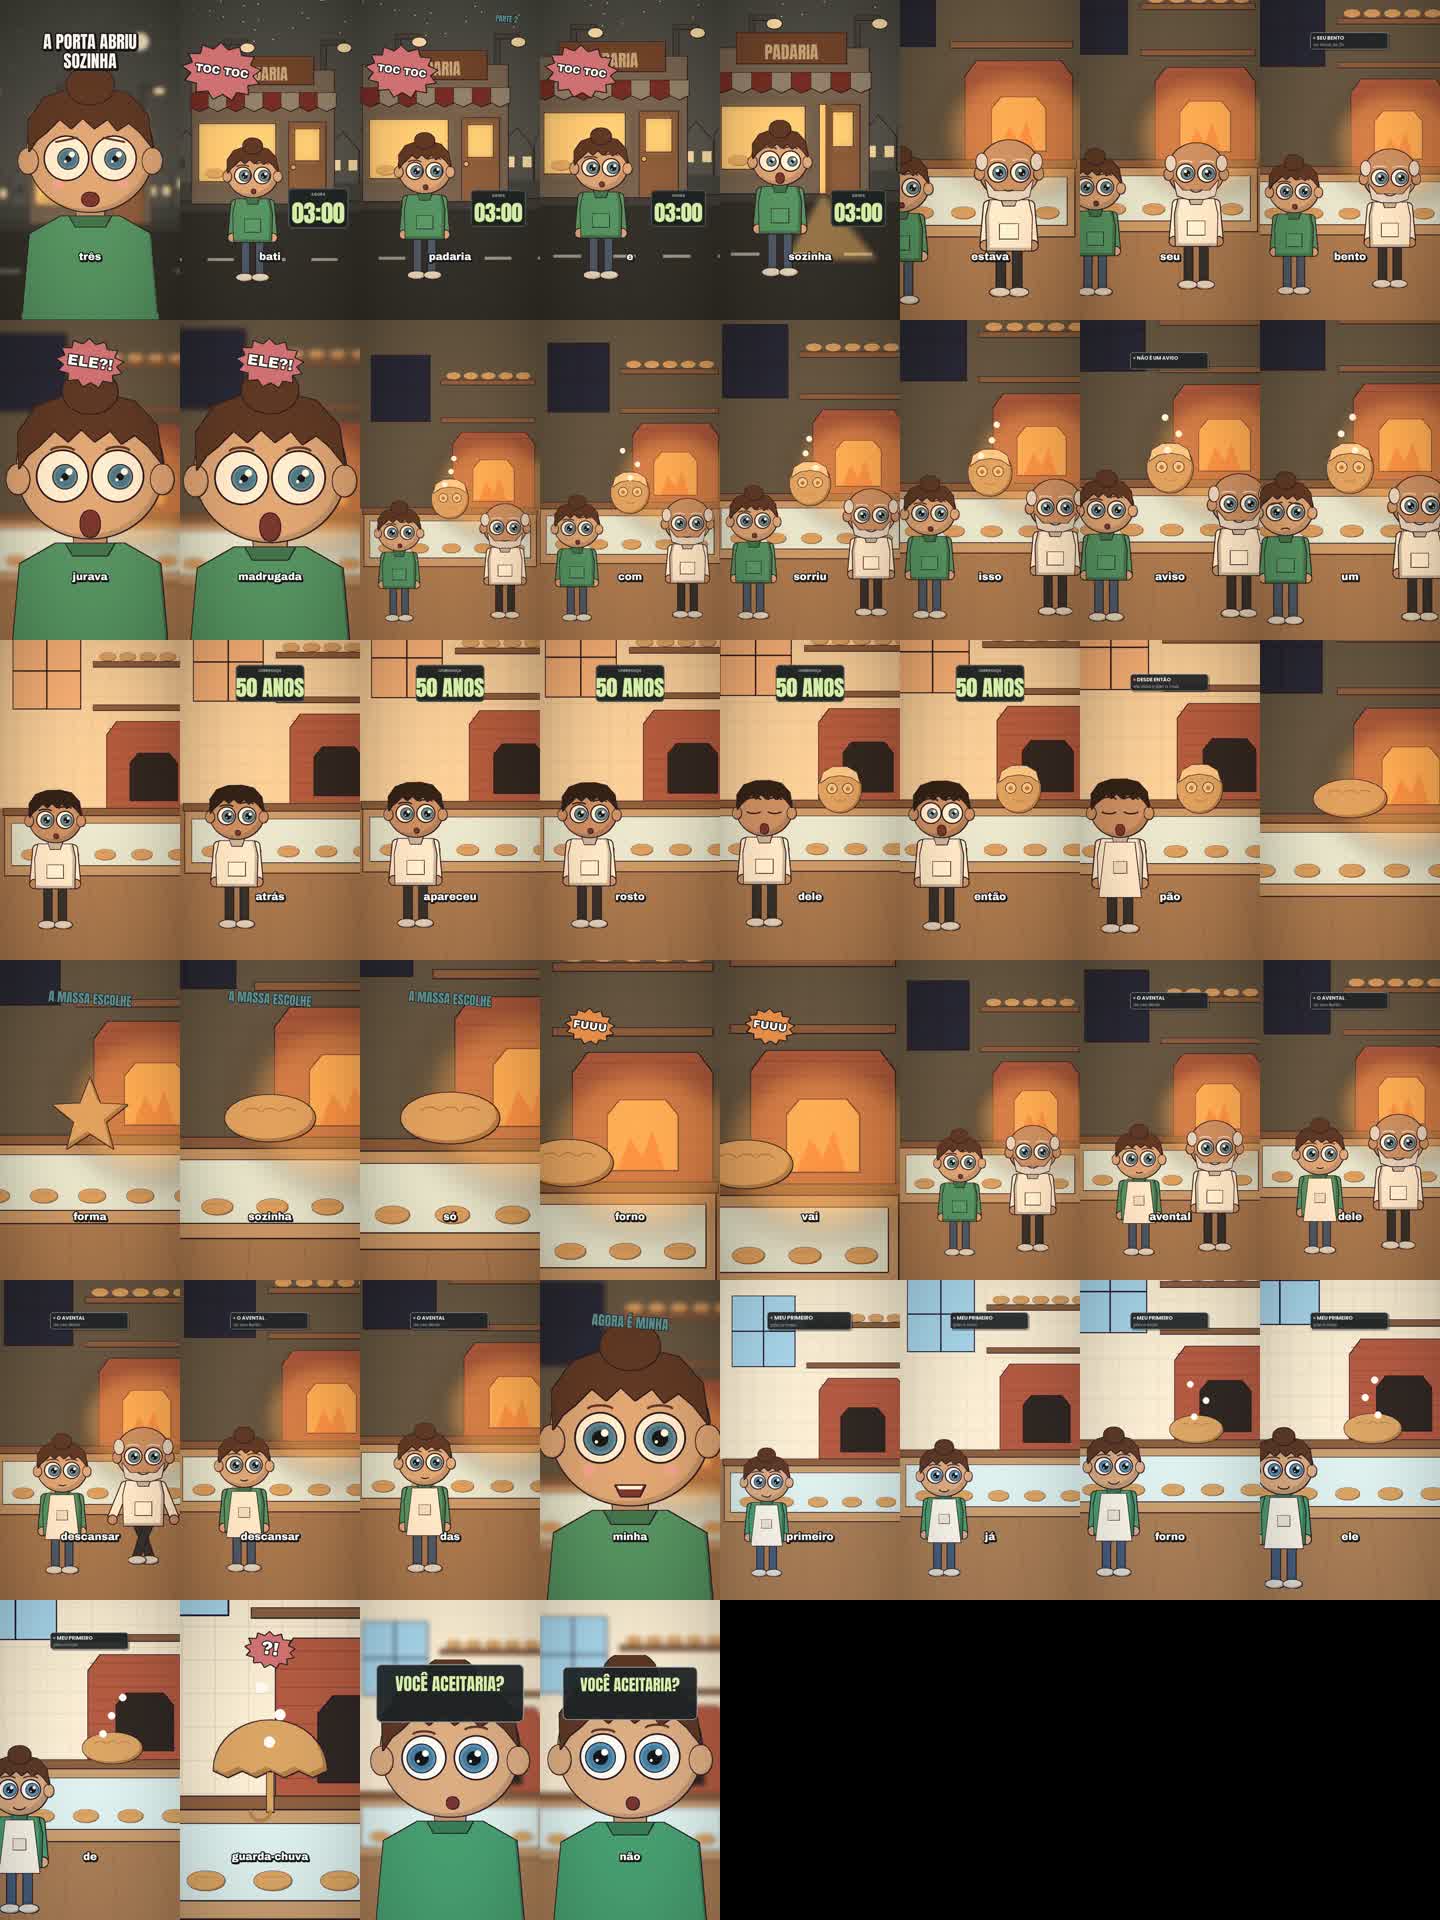 A PORTA ABRIU
SOZINHA
três
TOC TOC
ARIA
03:00
bati
PARTE 2
TOC TOC
ARIA
03:00
padaria
TOC TOC
ARIA
03:00
e
PADARIA
03:00
sozinha
estava
seu
SEU BENTO
bento
ELE?!
jurava
ELE?!
madrugada
com
sorriu
isso
NÃO É UM AVISO
aviso
um
50 ANOS
atrás
50 ANOS
apareceu
50 ANOS
rosto
50 ANOS
dele
50 ANOS
então
DESDE ENTÃO
pão
A MASSA ESCOLHE
forma
A MASSA ESCOLHE
sozinha
A MASSA ESCOLHE
só
FUUU
forno
FUUU
vai
O AVENTAL
avental
O AVENTAL
dele
O AVENTAL
descansar
O AVENTAL
descansar
O AVENTAL
das
AGORA É MINHA
minha
MEU PRIMEIRO
primeiro
MEU PRIMEIRO
já
MEU PRIMEIRO
forno
MEU PRIMEIRO
ele
MEU PRIMEIRO
de
?!
guarda-chuva
VOCÊ ACEITARIA?
VOCÊ ACEITARIA?
não